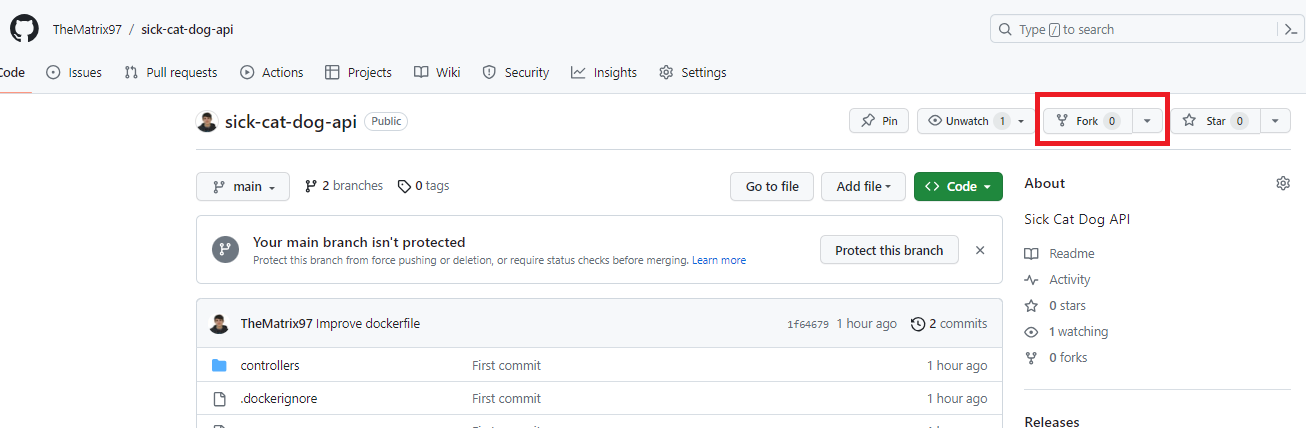 TheMatrix97 / sick-cat-dog-api
Type / to search
Code Issues Pull requests Actions Projects Wiki Security Insights Settings
sick-cat-dog-api Public
Pin Unwatch 1 Fork 0 Star 0
main 2 branches 0 tags Go to file Add file <> Code
About
Sick Cat Dog API
Your main branch isn't protected
Protect this branch from force pushing or deletion, or require status checks before merging. Learn more
Protect this branch
Readme
Activity
0 stars
1 watching
0 forks
TheMatrix97 Improve dockerfile 1f64679 1 hour ago 2 commits
controllers First commit 1 hour ago
.dockerignore First commit 1 hour ago
Releases